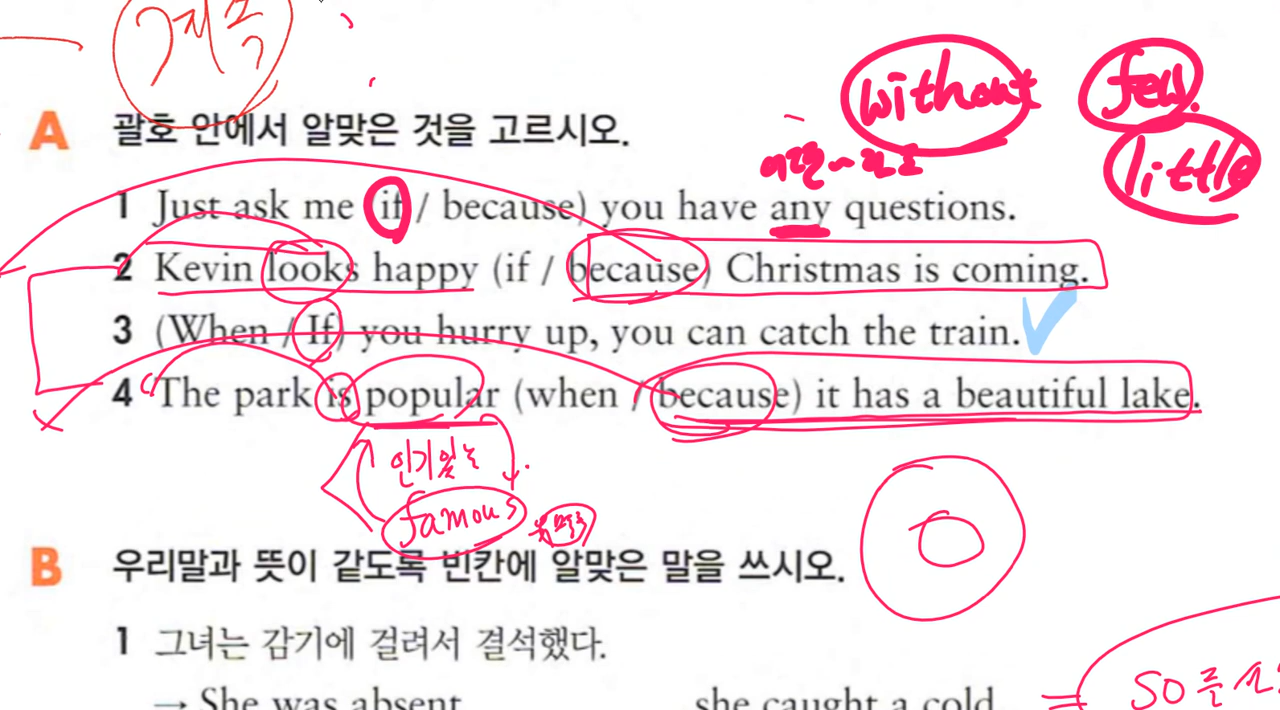 계속
without few.
little
A 괄호 안에서 알맞은 것을 고르시오.
1 Just ask me (if / because) you have any questions.
2 Kevin looks happy (if / because) Christmas is coming.
3 (When / If) you hurry up, you can catch the train.
4 The park is popular (when / because) it has a beautiful lake.
인기있는
famous
B 우리말과 뜻이 같도록 빈칸에 알맞은 말을 쓰시오.
1 그녀는 감기에 걸려서 결석했다.
→ She was absent she caught a cold.
so를